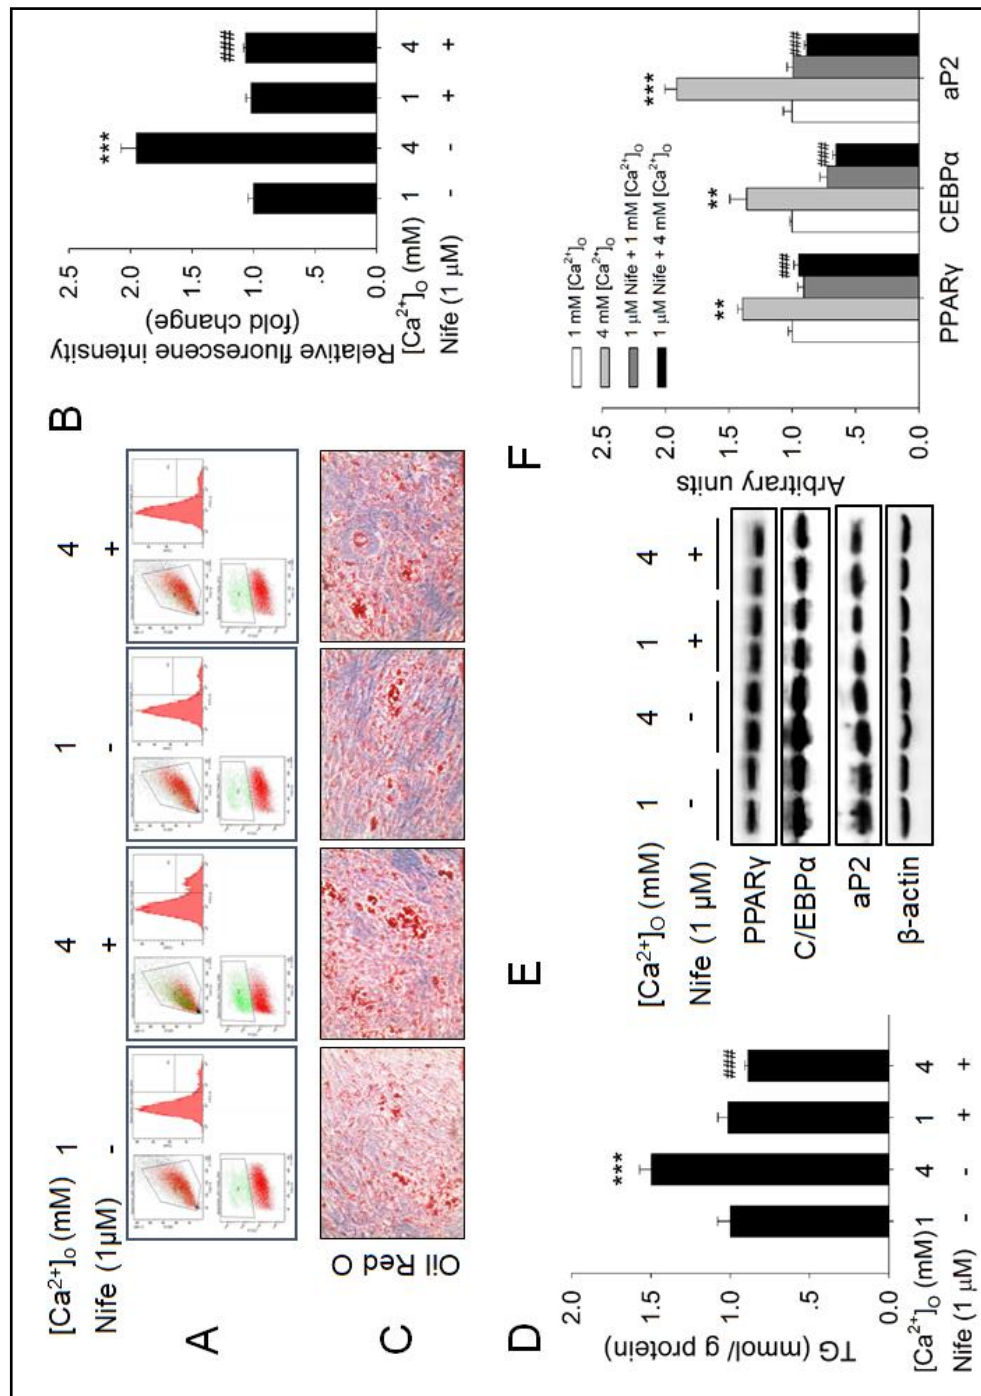 [Ca²⁺]ₒ (mM) 1 4 1 4
Nife (1µM) - + - +
A
C
Oil Red O
B
Relative fluorescene intensity
(fold change)
2.5
2.0
1.5
1.0
.5
0.0
***
###
[Ca²⁺]ₒ (mM) 1 4 1 4
Nife (1 µM) - - + +
D
TG (mmol/ g protein)
2.0
1.5
1.0
.5
0.0
***
###
[Ca²⁺]ₒ (mM) 1 4 1 4
Nife (1 µM) - - + +
E
[Ca²⁺]ₒ (mM) 1 4 1 4
Nife (1 µM) - - + +
PPARγ
C/EBPα
aP2
β-actin
F
Arbitrary units
2.5
2.0
1.5
1.0
.5
0.0
1 mM [Ca²⁺]ₒ
4 mM [Ca²⁺]ₒ
1 µM Nife + 1 mM [Ca²⁺]ₒ
1 µM Nife + 4 mM [Ca²⁺]ₒ
** ###
** ###
*** ###
PPARγ CEBPα aP2